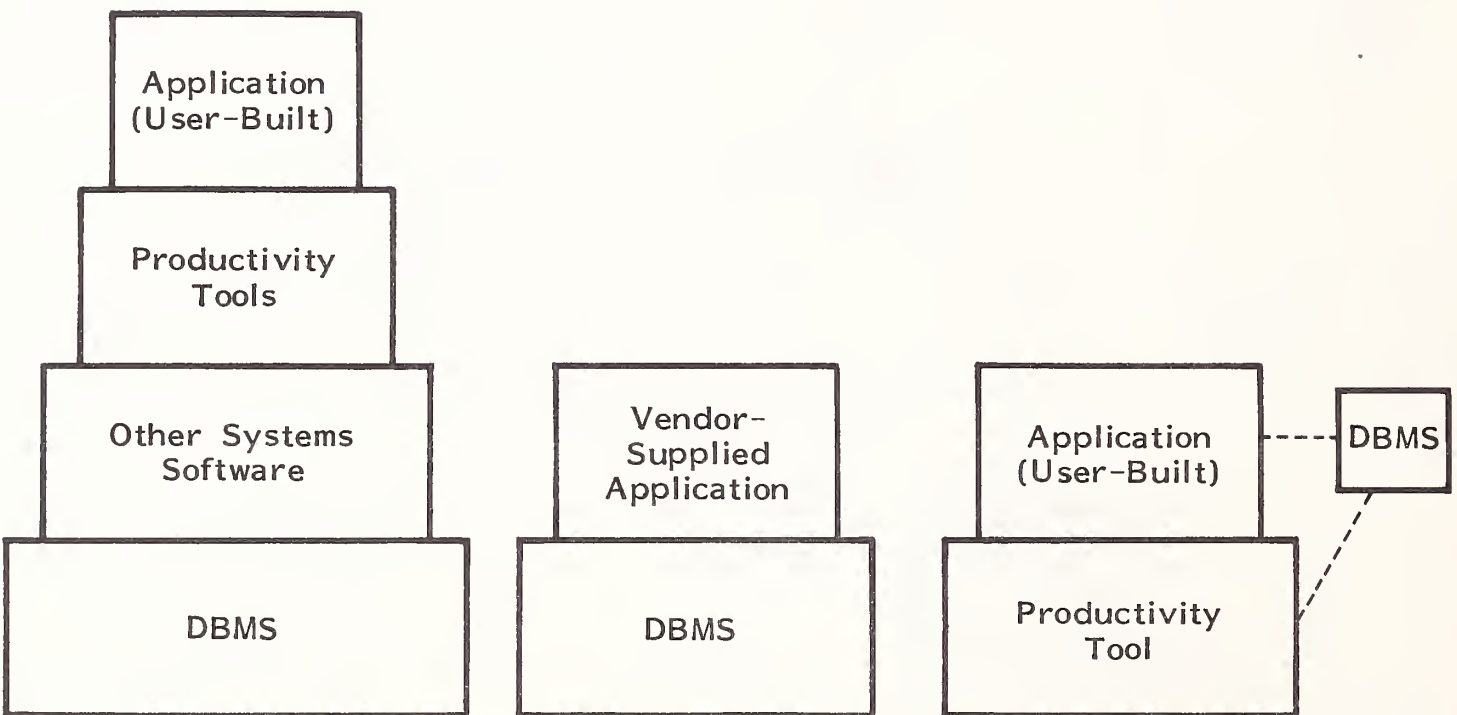 Application
(User-Built)
Productivity
Tools
Other Systems
Software
DBMS
Vendor-
Supplied
Application
DBMS
Application
(User-Built)
DBMS
Productivity
Tool